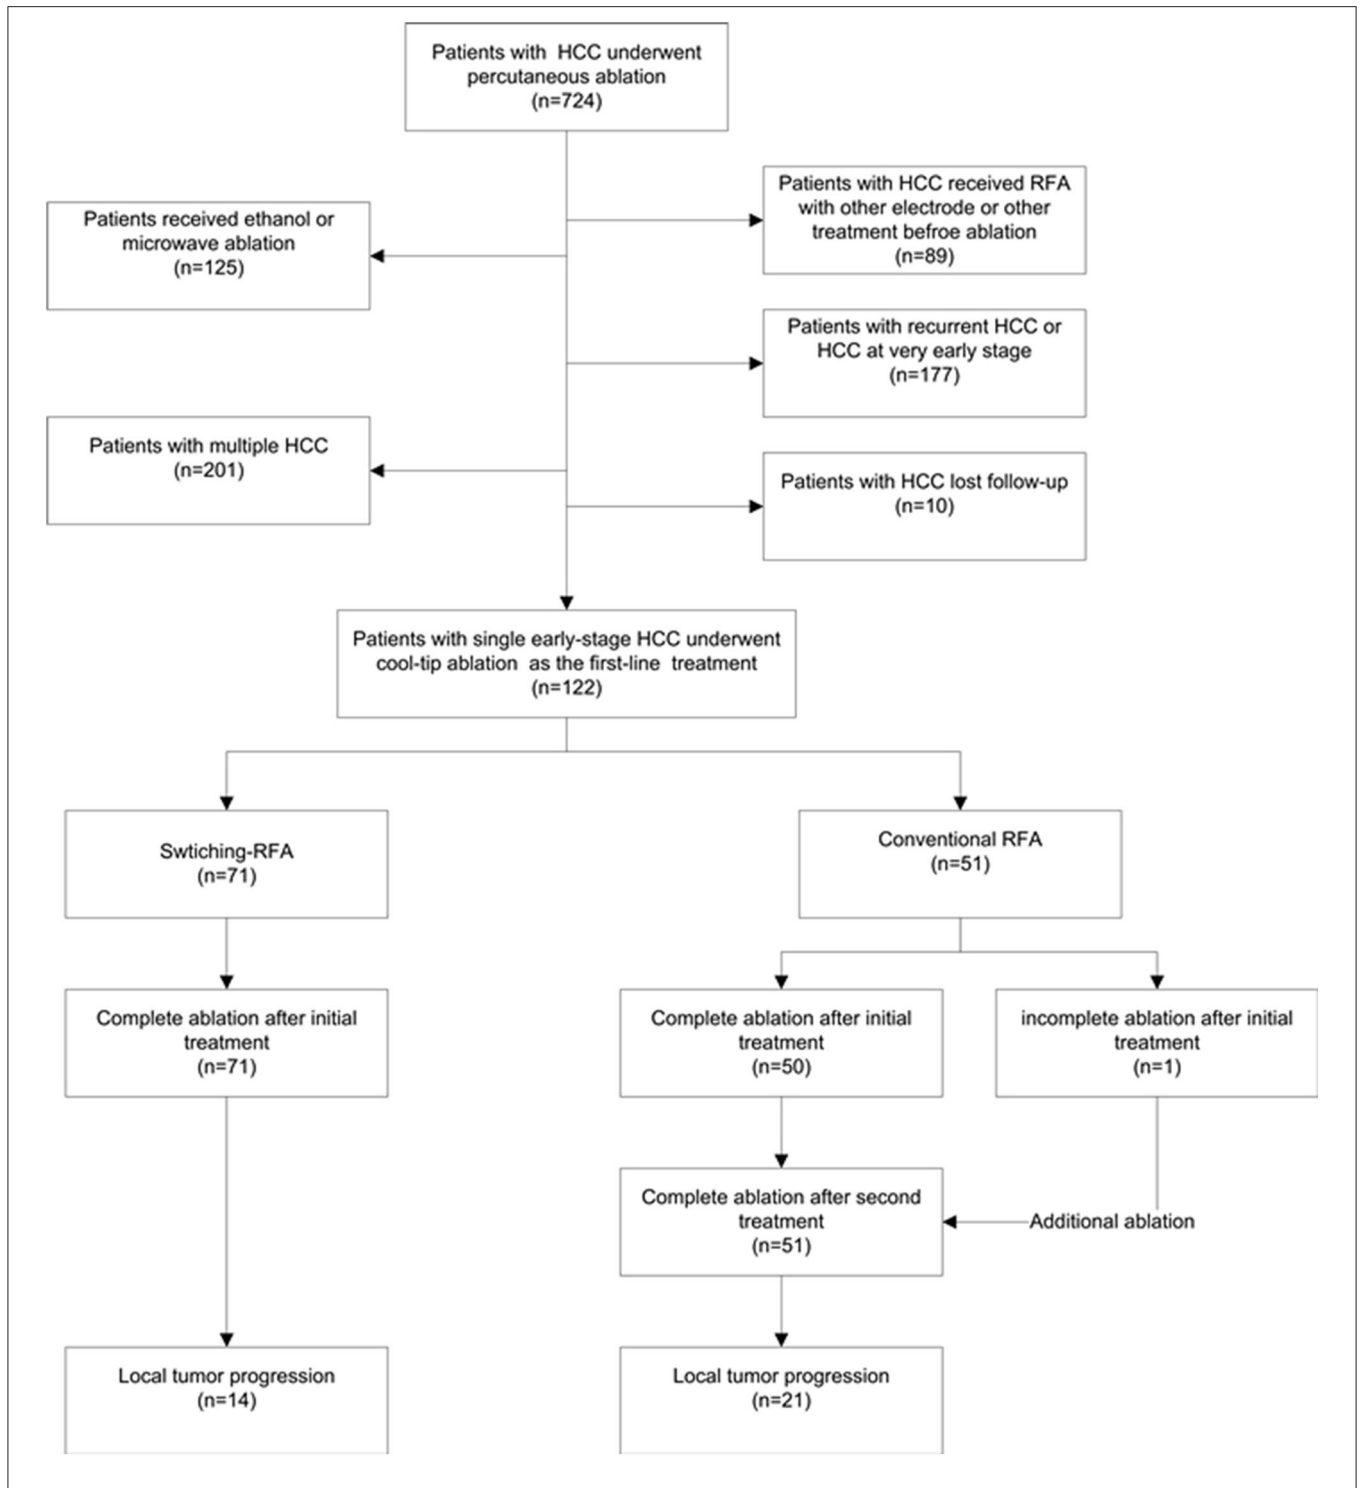 Patients with HCC underwent
percutaneous ablation
(n=724)
Patients with HCC received RFA
with other electrode or other
treatment befroe ablation
(n=89)
Patients received ethanol or
microwave ablation
(n=125)
Patients with recurrent HCC or
HCC at very early stage
(n=177)
Patients with multiple HCC
(n=201)
Patients with HCC lost follow-up
(n=10)
Patients with single early-stage HCC underwent
cool-tip ablation as the first-line treatment
(n=122)
Swtiching-RFA
(n=71)
Conventional RFA
(n=51)
Complete ablation after initial
treatment
(n=71)
Complete ablation after initial
treatment
(n=50)
incomplete ablation after initial
treatment
(n=1)
Complete ablation after second
treatment
(n=51)
Additional ablation
Local tumor progression
(n=14)
Local tumor progression
(n=21)